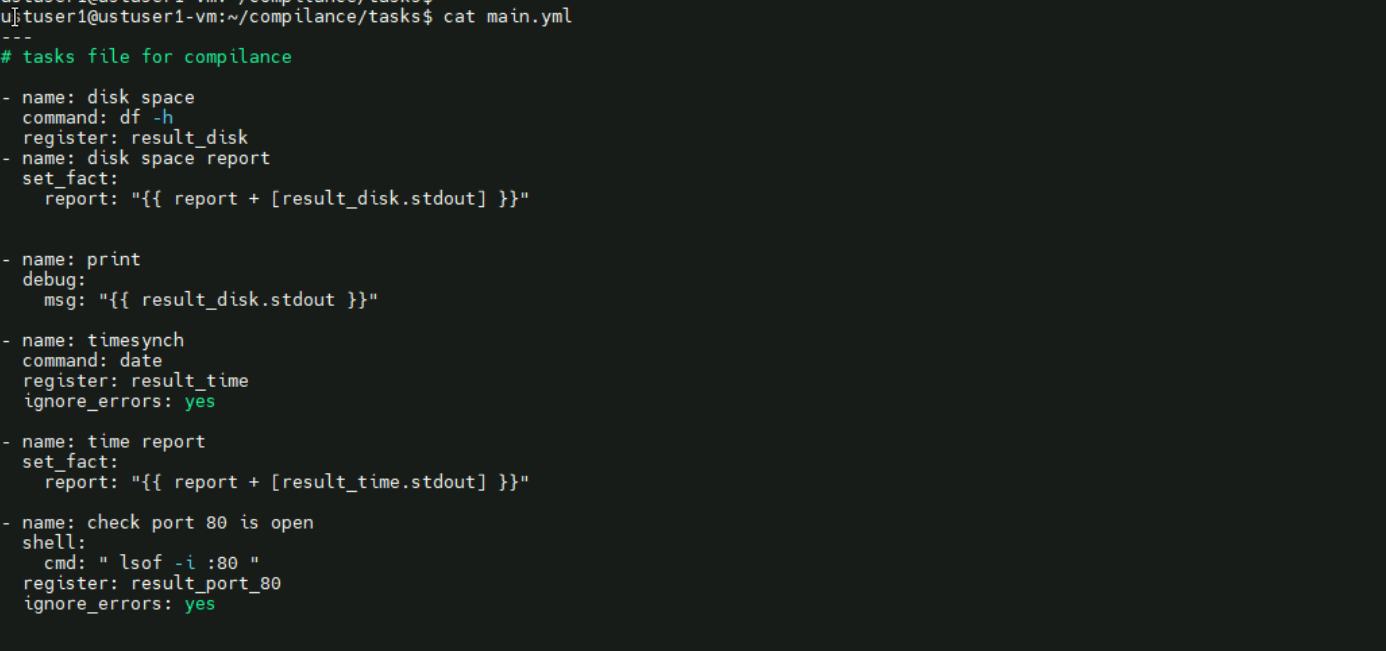 ustuser1@ustuser1-vm:~/compilance/tasks$ cat main.yml
---
# tasks file for compilance
- name: disk space
  command: df -h
  register: result_disk
- name: disk space report
  set_fact:
    report: "{{ report + [result_disk.stdout] }}"
- name: print
  debug:
    msg: "{{ result_disk.stdout }}"
- name: timesynch
  command: date
  register: result_time
  ignore_errors: yes
- name: time report
  set_fact:
    report: "{{ report + [result_time.stdout] }}"
- name: check port 80 is open
  shell:
    cmd: " lsof -i :80 "
  register: result_port_80
  ignore_errors: yes